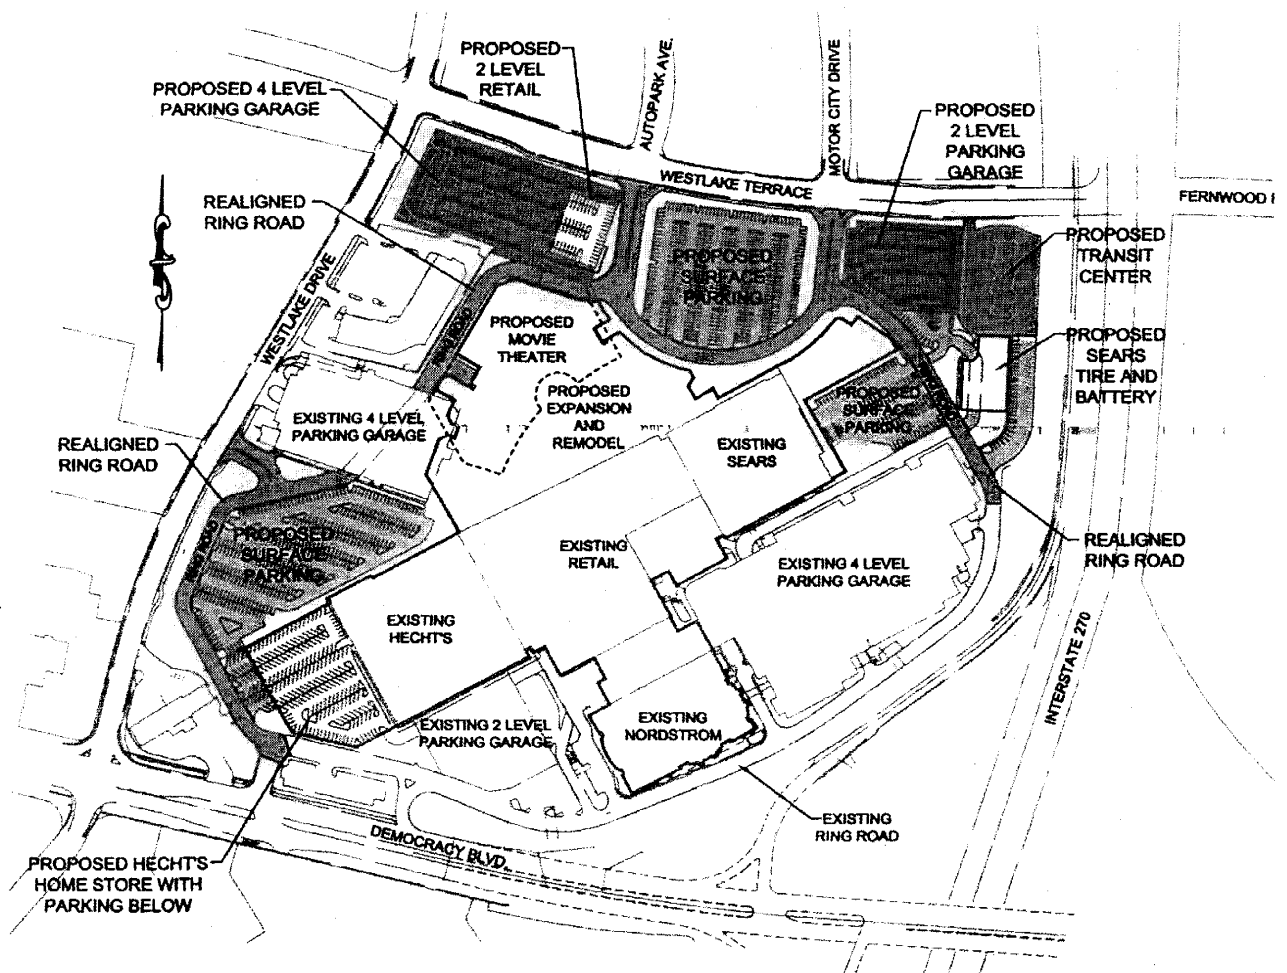 PROPOSED
2 LEVEL
RETAIL
PROPOSED 4 LEVEL
PARKING GARAGE
AUTOPARK AVE.
MOTOR CITY DRIVE
PROPOSED
2 LEVEL
PARKING
GARAGE
WESTLAKE TERRACE
FERNWOOD
REALIGNED
RING ROAD
PROPOSED
TRANSIT
CENTER
PROPOSED
SURFACE
PARKING
WESTLAKE DRIVE
RING ROAD
PROPOSED
MOVIE
THEATER
PROPOSED
SEARS
TIRE AND
BATTERY
PROPOSED
EXPANSION
AND
REMODEL
PROPOSED
SURFACE
PARKING
EXISTING 4 LEVEL
PARKING GARAGE
EXISTING
SEARS
REALIGNED
RING ROAD
PROPOSED
SURFACE
PARKING
RING ROAD
EXISTING
RETAIL
EXISTING 4 LEVEL
PARKING GARAGE
REALIGNED
RING ROAD
EXISTING
HECHT'S
INTERSTATE 270
EXISTING 2 LEVEL
PARKING GARAGE
EXISTING
NORDSTROM
EXISTING
RING ROAD
DEMOCRACY BLVD.
PROPOSED HECHT'S
HOME STORE WITH
PARKING BELOW